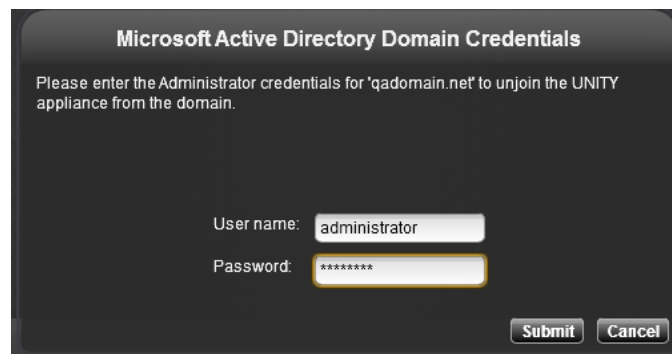 Microsoft Active Directory Domain Credentials
Please enter the Administrator credentials for 'qadomain.net' to unjoin the UNITY
appliance from the domain.
User name: administrator
Password: ********
Submit Cancel